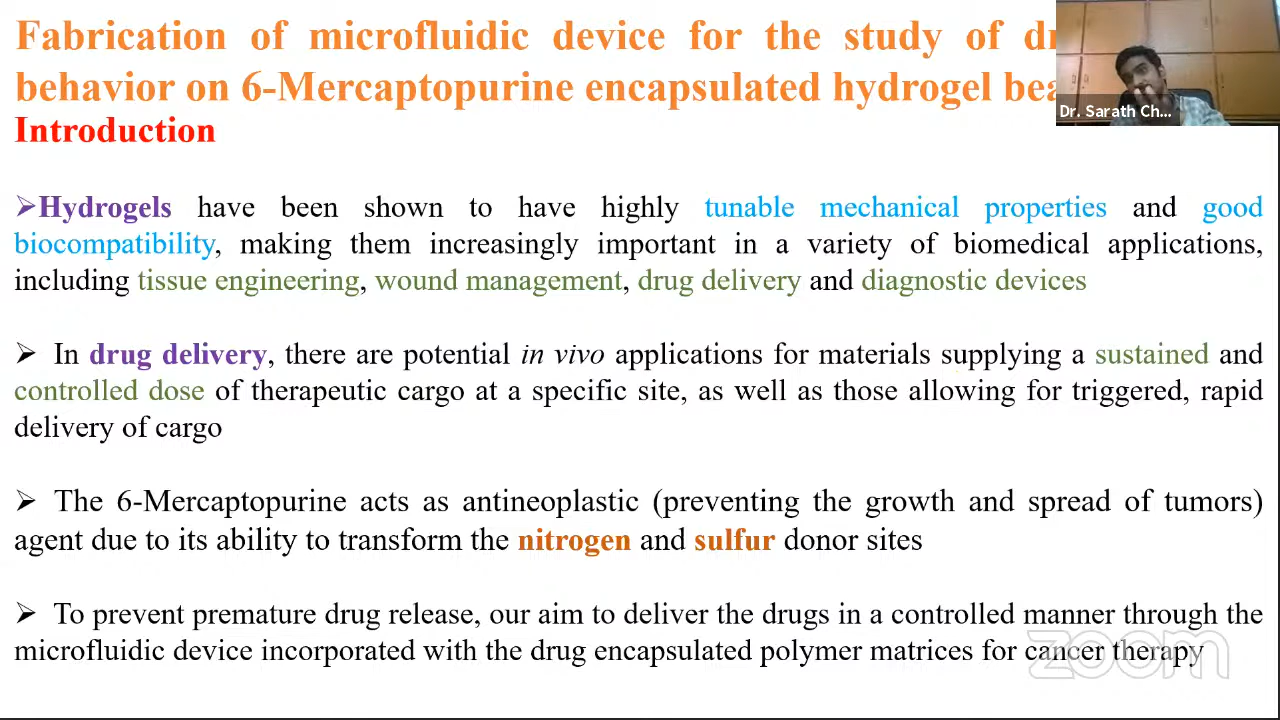 Fabrication of microfluidic device for the study of
behavior on 6-Mercaptopurine encapsulated hydrogel
Dr. Sarath Ch...
Introduction
➢Hydrogels have been shown to have highly tunable mechanical properties and good
biocompatibility, making them increasingly important in a variety of biomedical applications,
including tissue engineering, wound management, drug delivery and diagnostic devices
➢ In drug delivery, there are potential in vivo applications for materials supplying a sustained and
controlled dose of therapeutic cargo at a specific site, as well as those allowing for triggered, rapid
delivery of cargo
➢ The 6-Mercaptopurine acts as antineoplastic (preventing the growth and spread of tumors)
agent due to its ability to transform the nitrogen and sulfur donor sites
➢ To prevent premature drug release, our aim to deliver the drugs in a controlled manner through the
microfluidic device incorporated with the drug encapsulated polymer matrices for cancer therapy
zoom